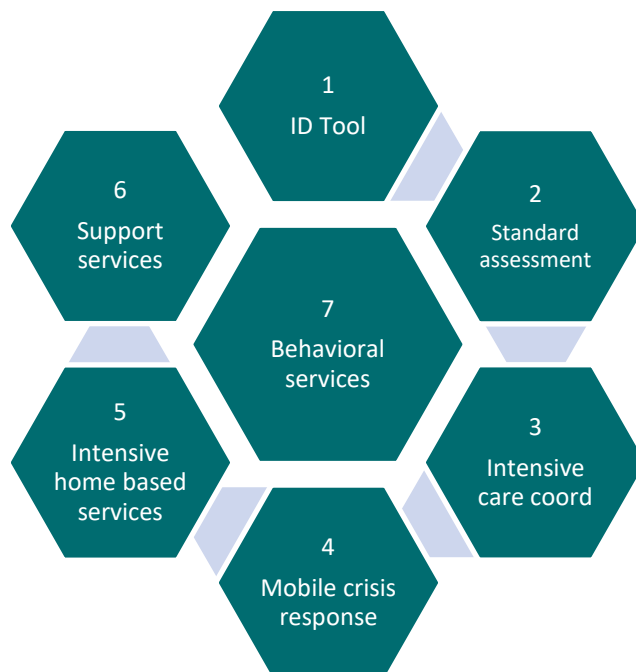 1
ID Tool
2
Standard
assessment
3
Intensive
care coord
4
Mobile crisis
response
5
Intensive
home based
services
6
Support
services
7
Behavioral
services